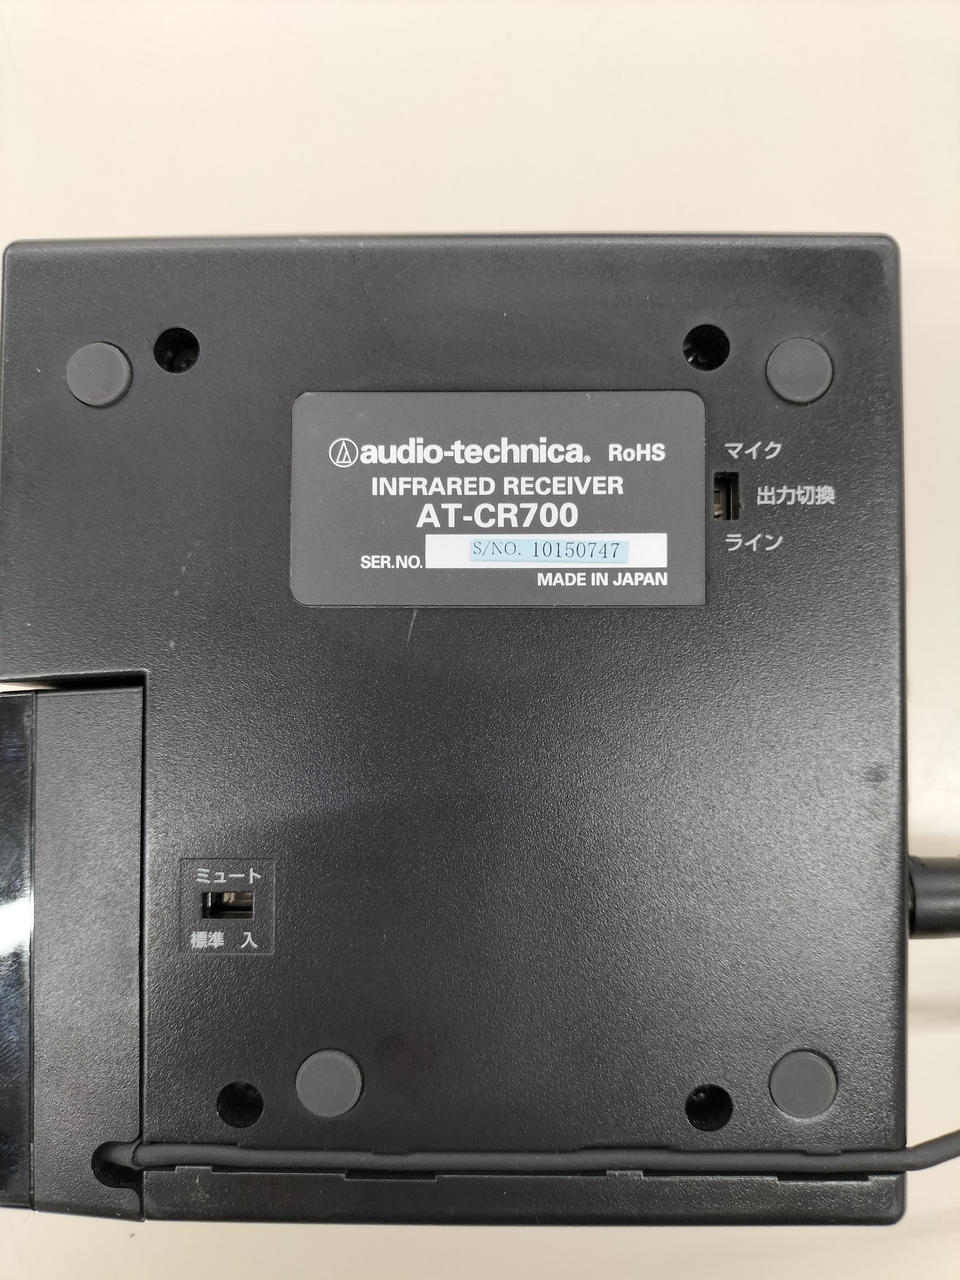 audio-technica® RoHS
INFRARED RECEIVER
AT-CR700
SER.NO. S/NO. 10150747
MADE IN JAPAN
マイク
出力切換
ライン
ミュート
標準 入